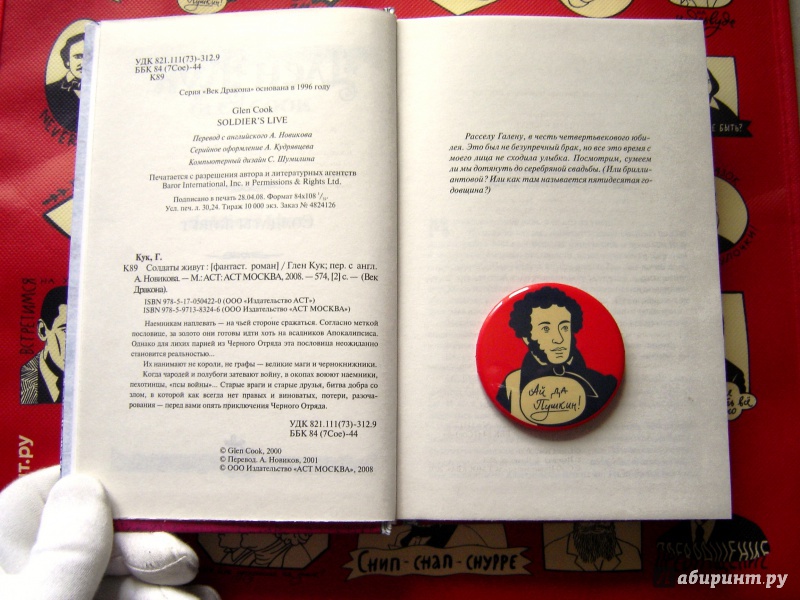 УДК 821.111(73)-312.9
ББК 84 (7Сое)-44
К89
Серия «Век Дракона» основана в 1996 году
Glen Cook
SOLDIER'S LIVE
Перевод с английского А. Новикова
Серийное оформление А. Кудрявцева
Компьютерный дизайн С. Шумилина
Печатается с разрешения автора и литературных агентств
Baror International, Inc. и Permissions & Rights Ltd.
Подписано в печать 28.04.08. Формат 84х108 1/32.
Усл. печ. л. 30,24. Тираж 10 000 экз. Заказ № 4824126
Кук, Г.
К89 Солдаты живут : [фантаст. роман] / Глен Кук; пер. с англ.
А. Новикова. — М.: АСТ: АСТ МОСКВА, 2008. — 574, [2] с. — (Век
Дракона).
ISBN 978-5-17-050422-0 (ООО «Издательство АСТ»)
ISBN 978-5-9713-8324-6 (ООО Издательство «АСТ МОСКВА»)
Наемникам наплевать — на чьей стороне сражаться. Согласно меткой
пословице, за золото они готовы идти хоть на всадников Апокалипсиса.
Однако для лихих парней из Черного Отряда эта пословица неожиданно
становится реальностью...
Их нанимают не короли, не графы — великие маги и чернокнижники.
Когда чародей и полубоги затевают войну, в окопах воюют наемники,
пехотинцы, «псы войны»... Старые враги и старые друзья, битва добра со
злом, в которой как всегда нет правых и виноватых, потери, разоча-
рования — перед вами опять приключения Черного Отряда.
УДК 821.111(73)-312.9
ББК 84 (7Сое)-44
© Glen Cook, 2000
© Перевод. А. Новиков, 2001
© ООО Издательство «АСТ МОСКВА», 2008
Расселу Галену, в честь четвертьвекового юби-
лея. Это был не безупречный брак, но все это время с
моего лица не сходила улыбка. Посмотрим, сумеем
ли мы дотянуть до серебряной свадьбы. (Или брилли-
антовой? Или как там называется пятидесятая го-
довщина?)
Ай да
Пушкин!
Пушкин!
NEVER
БЫТЬ?
ВСТРЕТИМСЯ
НА
нт.ру
Снип - снап - снурре
абиринт.ру